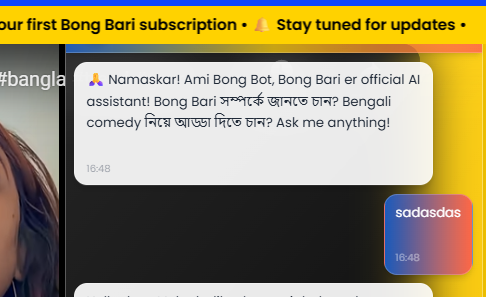 our first Bong Bari subscription • 🔔 Stay tuned for updates •
#bangla
🙏 Namaskar! Ami Bong Bot, Bong Bari er official AI
assistant! Bong Bari সম্পর্কে জানতে চান? Bengali
comedy নিয়ে আড্ডা দিতে চান? Ask me anything!
16:48
sadasdas
16:48